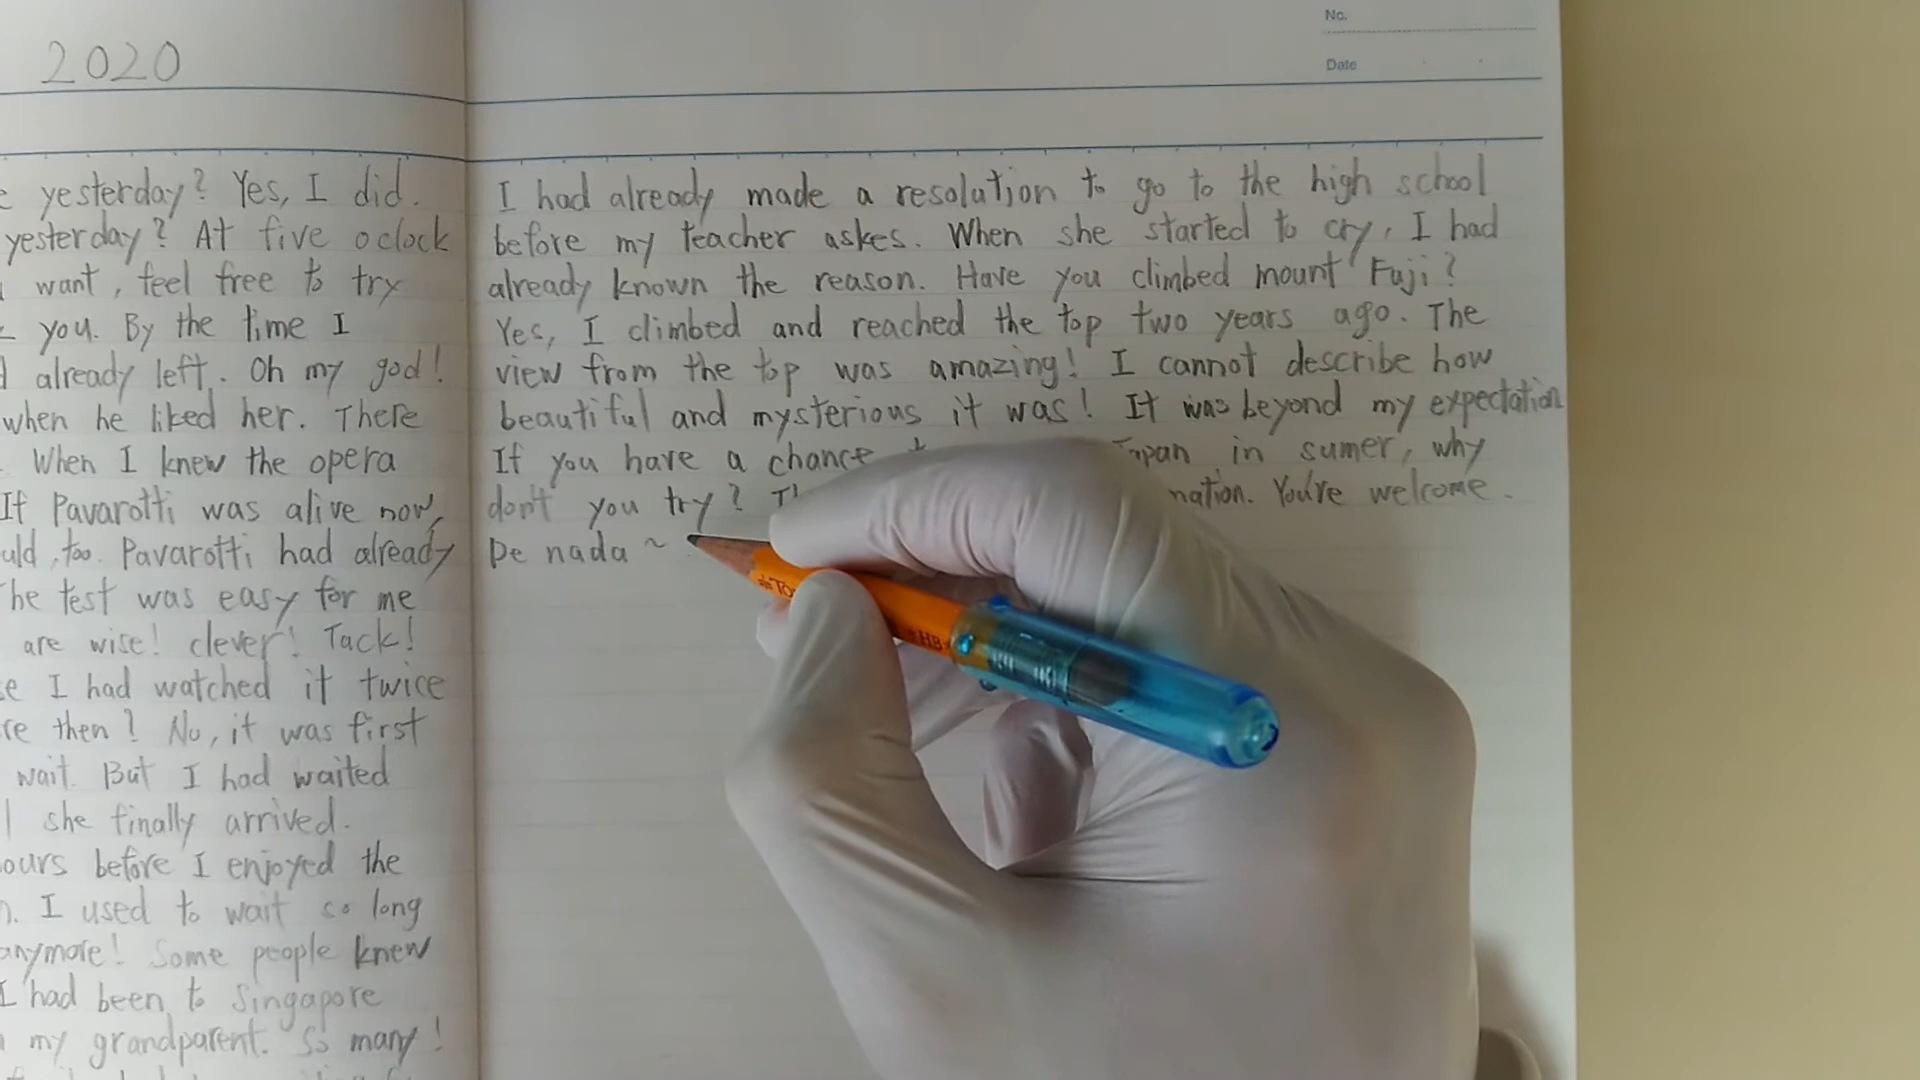 2020
yesterday? Yes, I did.
yesterday? At five oclock
want, feel free to try
you. By the time I
already left. Oh my god!
when he liked her. There
When I knew the opera
If Pavarotti was alive now,
too. Pavarotti had already
The test was easy for me
are wise! clever! Tack!
I had watched it twice
then? No, it was first
wait. But I had waited
she finally arrived.
before I enjoyed the
I used to wait so long
anymore! Some people knew
I had been to Singapore
my grandparent. So many!
No.
Date
I had already made a resolution to go to the high school
before my teacher askes. When she started to cry, I had
already known the reason. Have you climbed mount Fuji?
Yes, I climbed and reached the top two years ago. The
view from the top was amazing! I cannot describe how
beautiful and mysterious it was! It was beyond my expectation
If you have a chance in sumer, why
don't you try? You're welcome.
De nada ~
HB